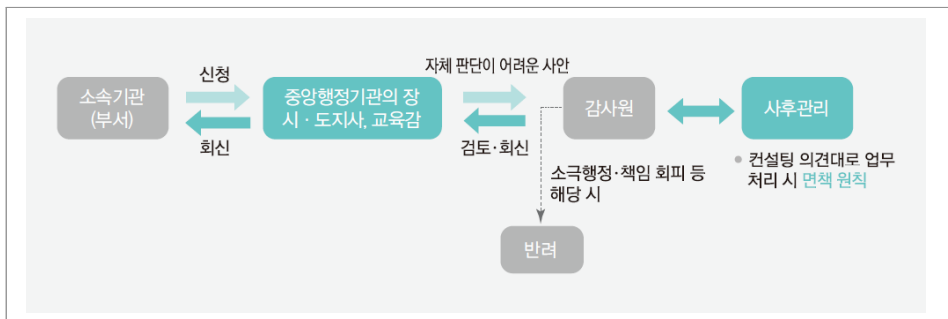 소속기관
(부서)
신청
회신
중앙행정기관의 장
시·도지사, 교육감
자체 판단이 어려운 사안
검토·회신
감사원
사후관리
컨설팅 의견대로 업무
처리 시 면책 원칙
소극행정·책임 회피 등
해당 시
반려